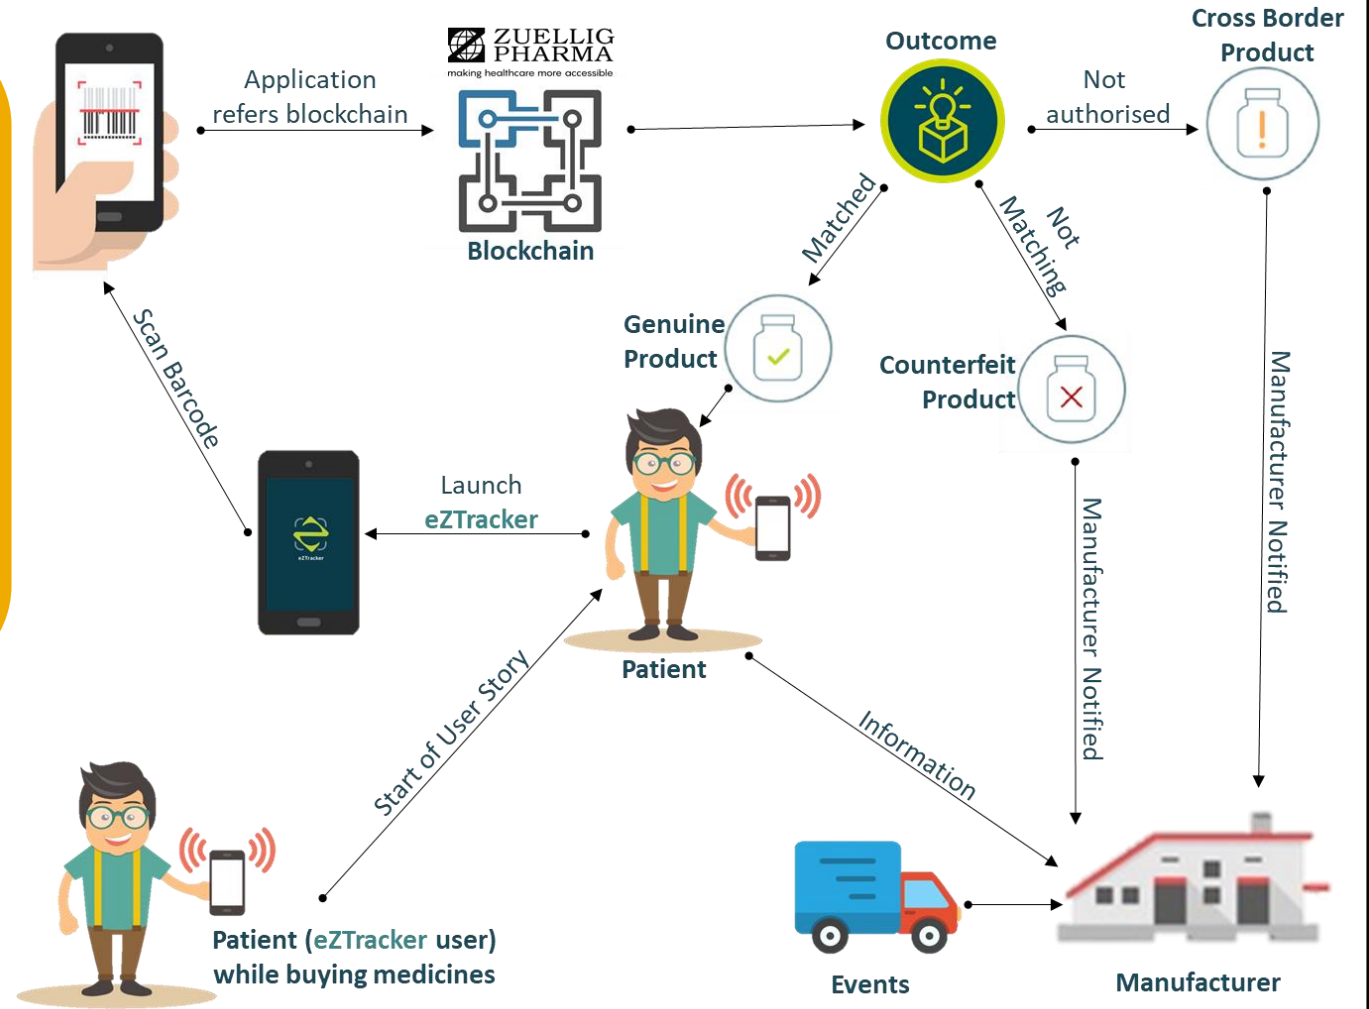 ZUELLIG
PHARMA
making healthcare more accessible
Application
refers blockchain
Blockchain
Outcome
Not
authorised
Cross Border
Product
Matched
Not
Matching
Genuine
Product
Counterfeit
Product
Scan Barcode
eZTracker
Launch
eZTracker
Patient
Manufacturer Notified
Manufacturer Notified
Start of User Story
Information
Patient (eZTracker user)
while buying medicines
Events
Manufacturer